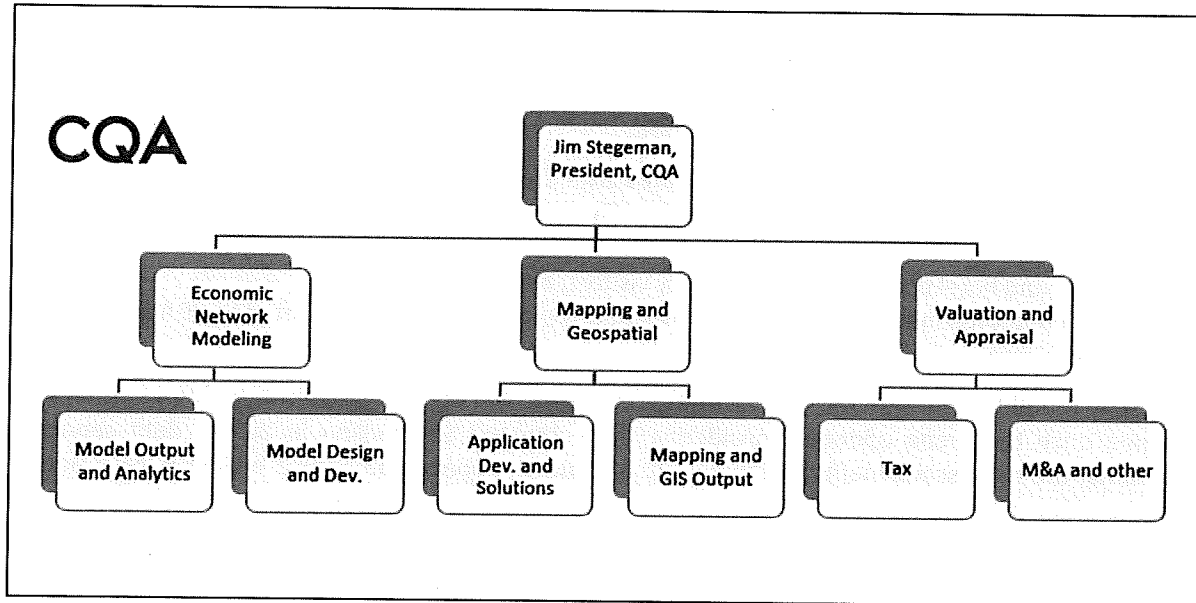 CQA
Jim Stegeman,
President, CQA
Economic
Network
Modeling
Mapping and
Geospatial
Valuation and
Appraisal
Model Output
and Analytics
Model Design
and Dev.
Application
Dev. and
Solutions
Mapping and
GIS Output
Tax
M&A and other